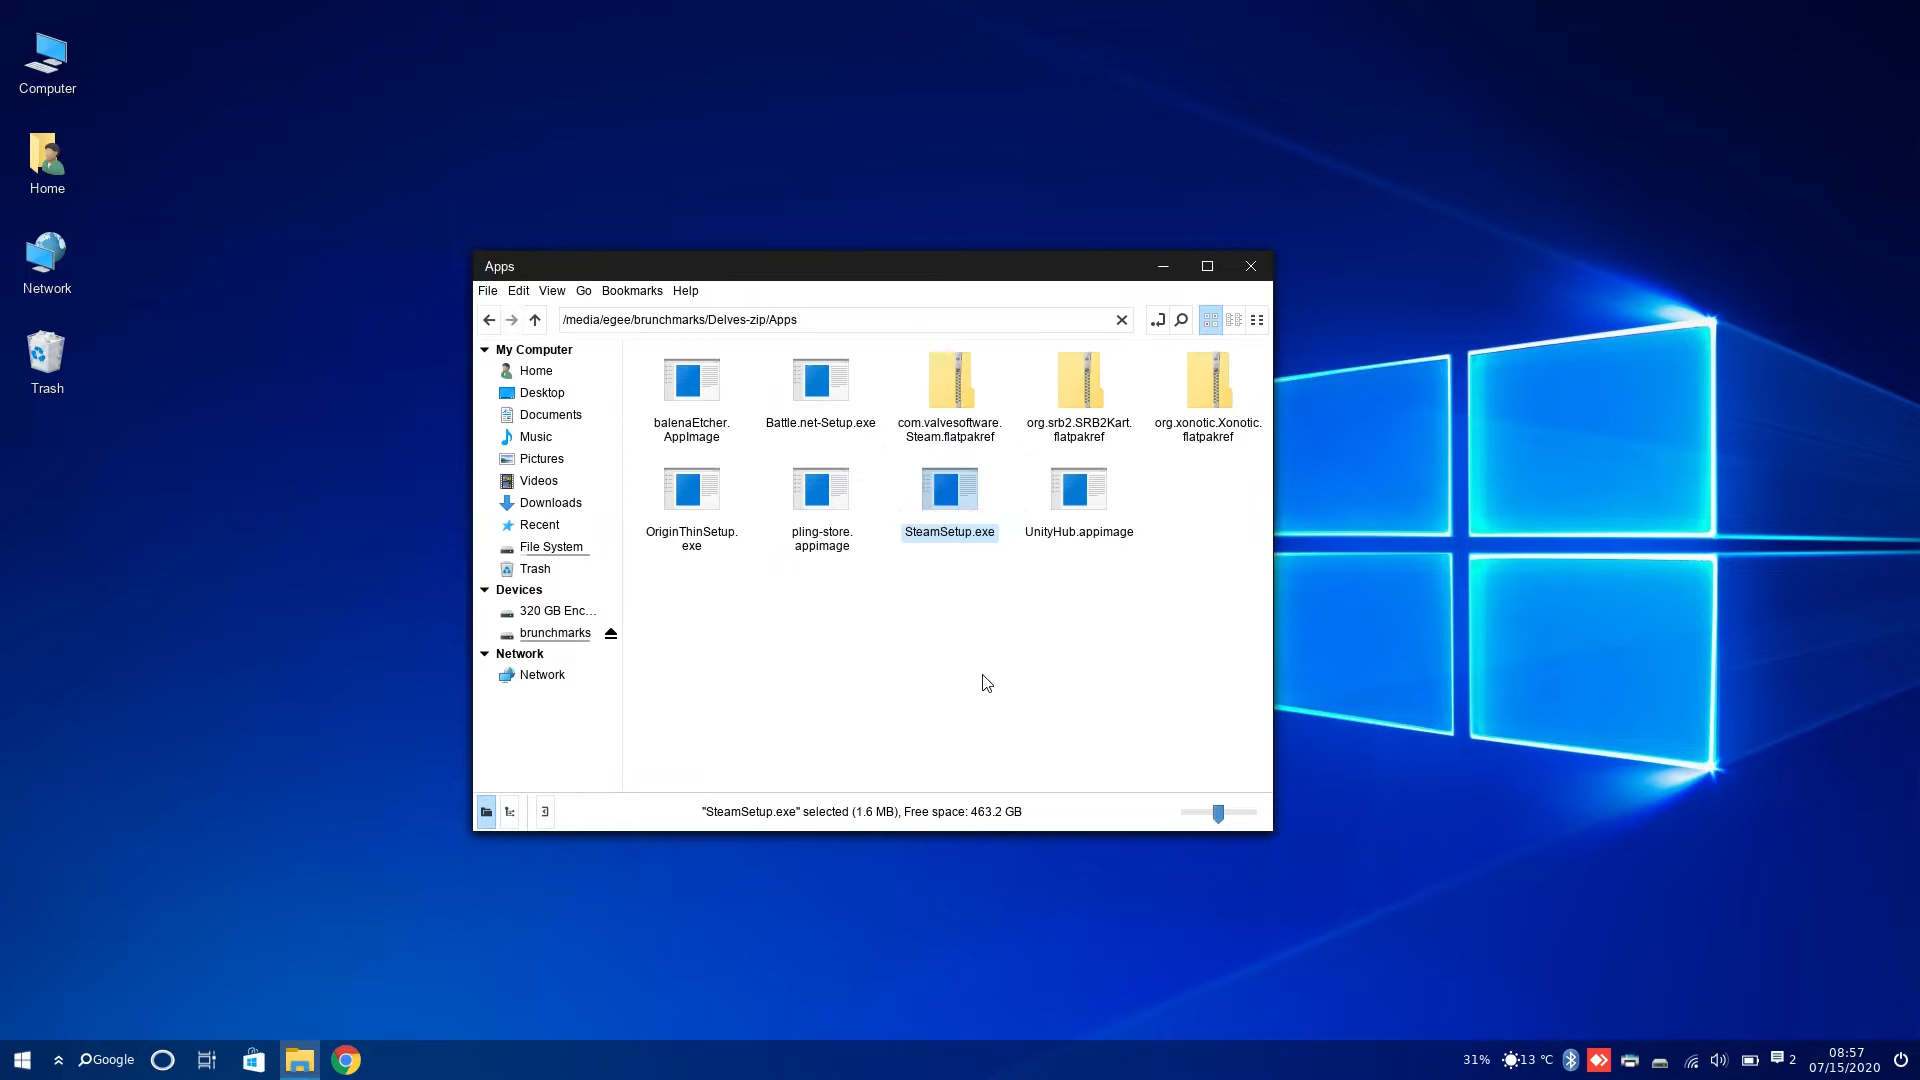 Computer
Home
Network
Trash
Apps
File Edit View Go Bookmarks Help
/media/egee/brunchmarks/Delves-zip/Apps
My Computer
Home
Desktop
Documents
Music
Pictures
Videos
Downloads
Recent
File System
Trash
Devices
320 GB Enc...
brunchmarks
Network
Network
balenaEtcher.
AppImage
Battle.net-Setup.exe
com.valvesoftware.
Steam.flatpakref
org.srb2.SRB2Kart.
flatpakref
org.xonotic.Xonotic.
flatpakref
OriginThinSetup.
exe
pling-store.
appimage
SteamSetup.exe
UnityHub.appimage
"SteamSetup.exe" selected (1.6 MB), Free space: 463.2 GB
Google
31%
13 °C
2
08:57
07/15/2020